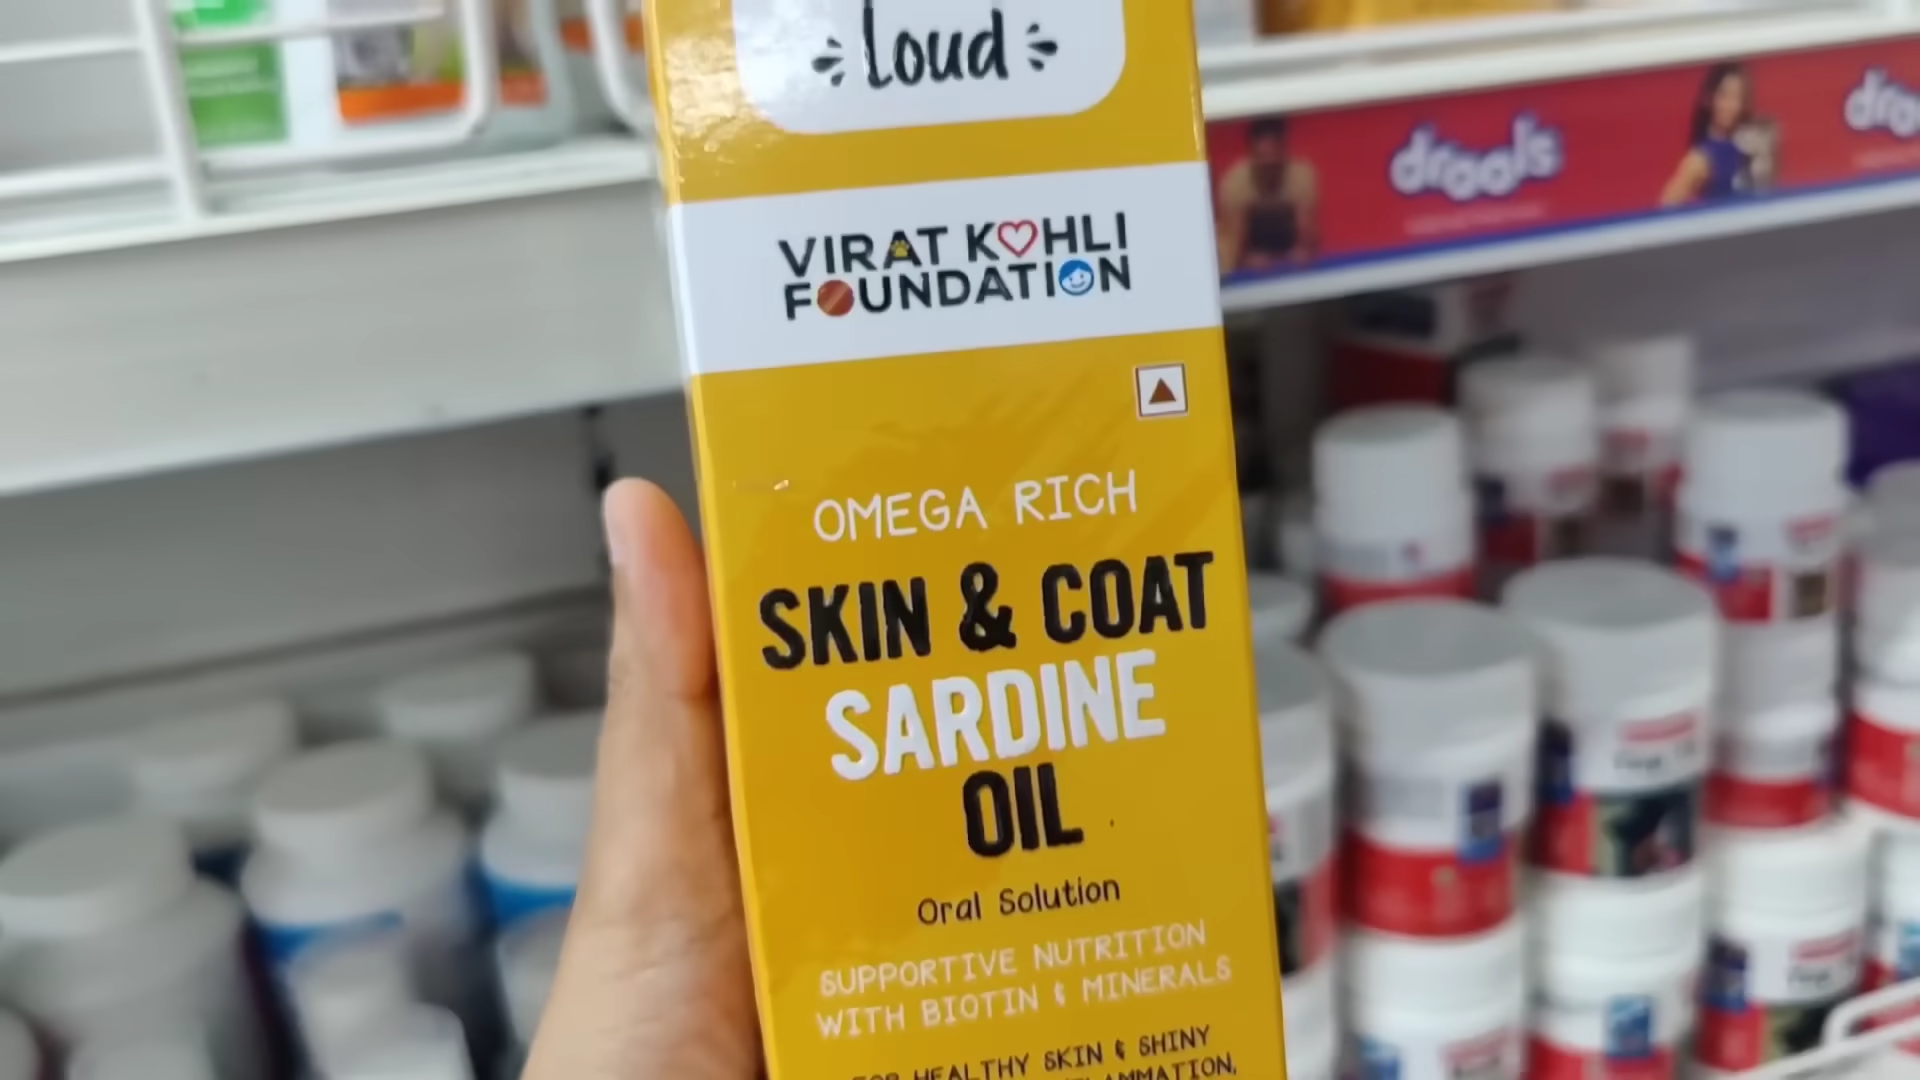 Loud
VIRAT KOHLI
FOUNDATION
OMEGA RICH
SKIN & COAT
SARDINE
OIL
Oral Solution
SUPPORTIVE NUTRITION
WITH BIOTIN & MINERALS
FOR HEALTHY SKIN & SHINY
drools